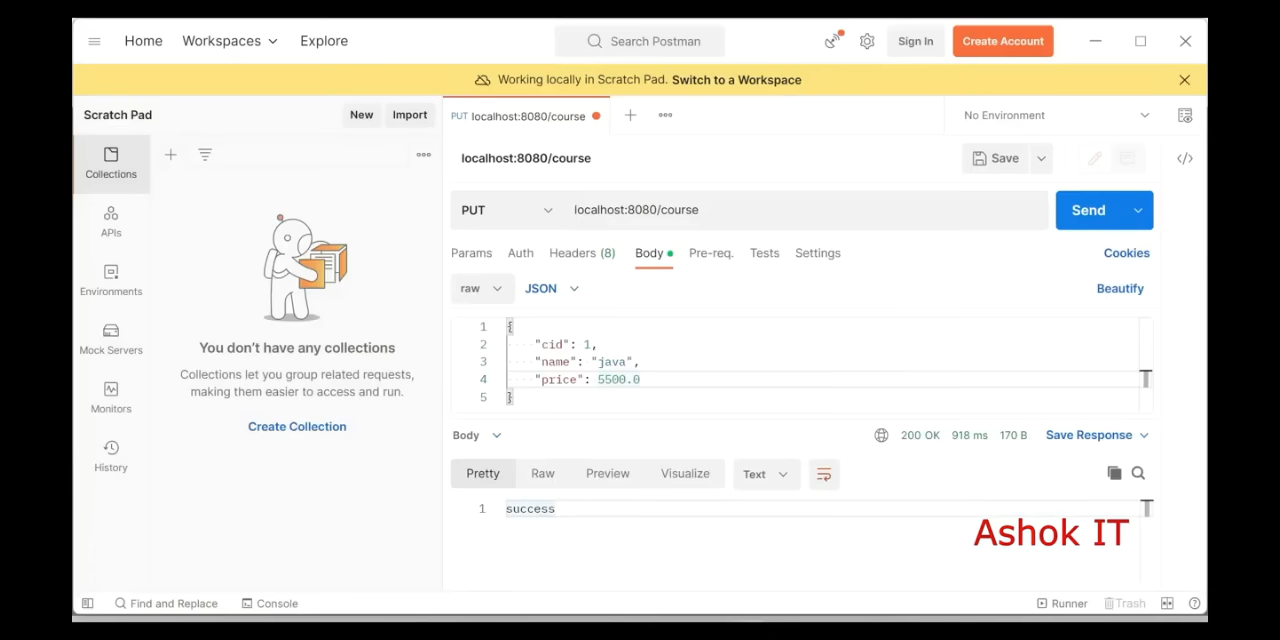 Home Workspaces Explore Search Postman Sign In Create Account
Working locally in Scratch Pad. Switch to a Workspace
Scratch Pad New Import PUT localhost:8080/course No Environment
localhost:8080/course Save
Collections
APIs
Environments
Mock Servers
Monitors
History
You don't have any collections
Collections let you group related requests,
making them easier to access and run.
Create Collection
PUT localhost:8080/course Send
Params Auth Headers (8) Body Pre-req. Tests Settings Cookies
raw JSON Beautify
1 {
2 "cid": 1,
3 "name": "java",
4 "price": 5500.0
5 }
Body 200 OK 918 ms 170 B Save Response
Pretty Raw Preview Visualize Text
1 success
Ashok IT
Find and Replace Console Runner Trash